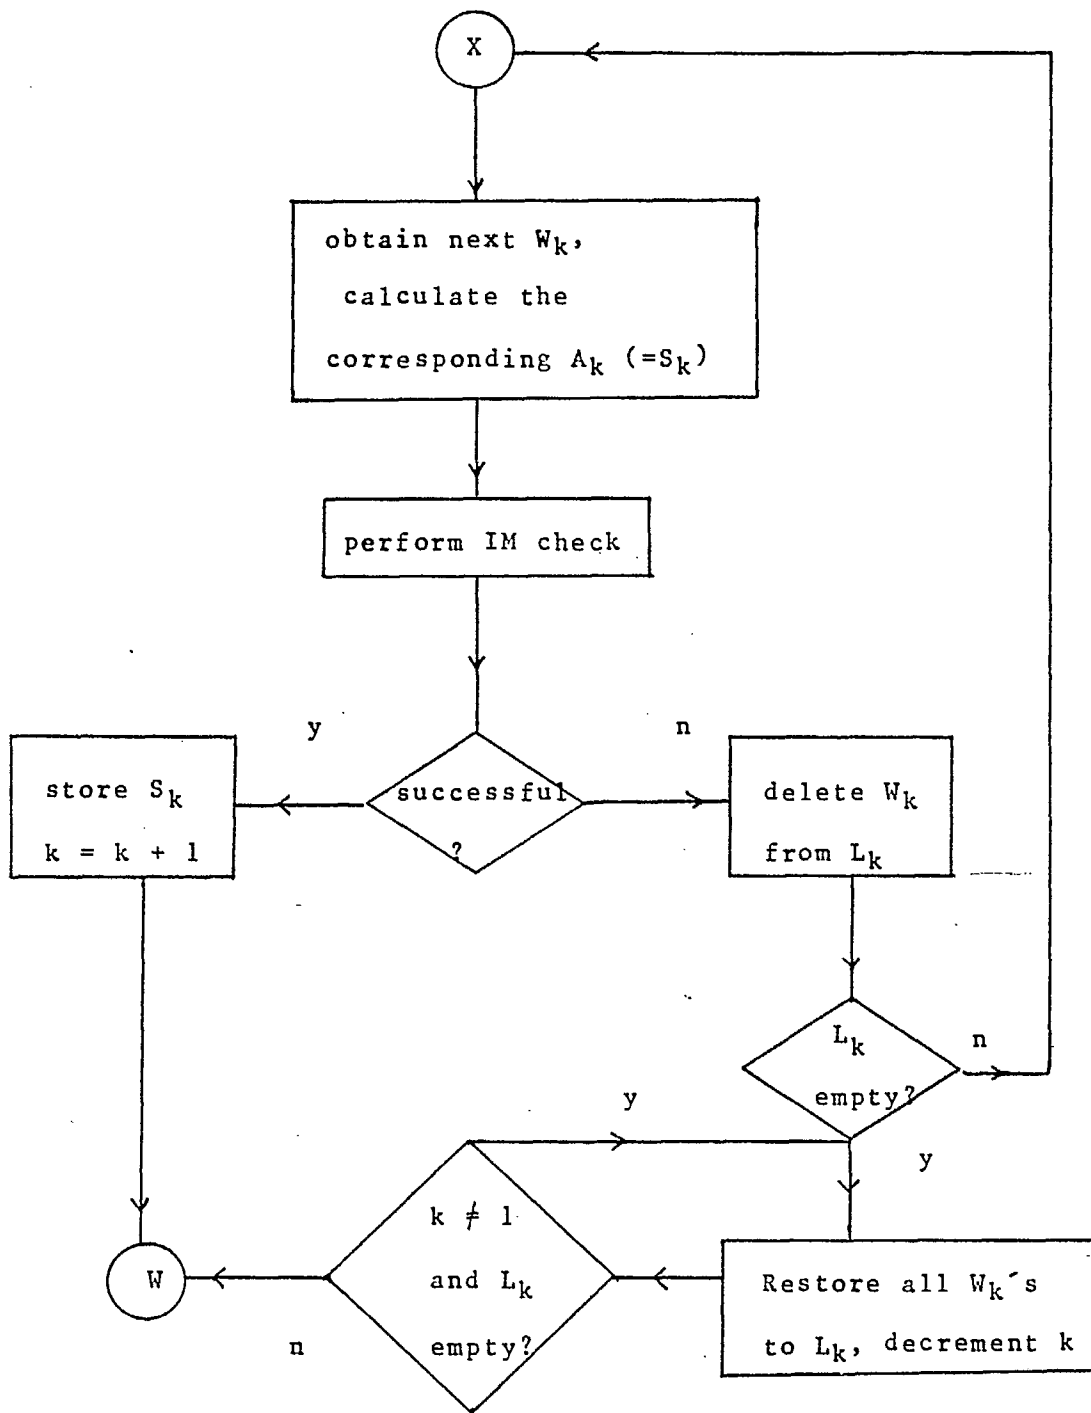 X
obtain next Wk,
calculate the
corresponding Ak (=Sk)
perform IM check
y
n
store Sk
k = k + 1
successful
?
delete Wk
from Lk
Lk
empty?
n
y
y
k ≠ 1
and Lk
empty?
W
n
Restore all Wk´s
to Lk, decrement k